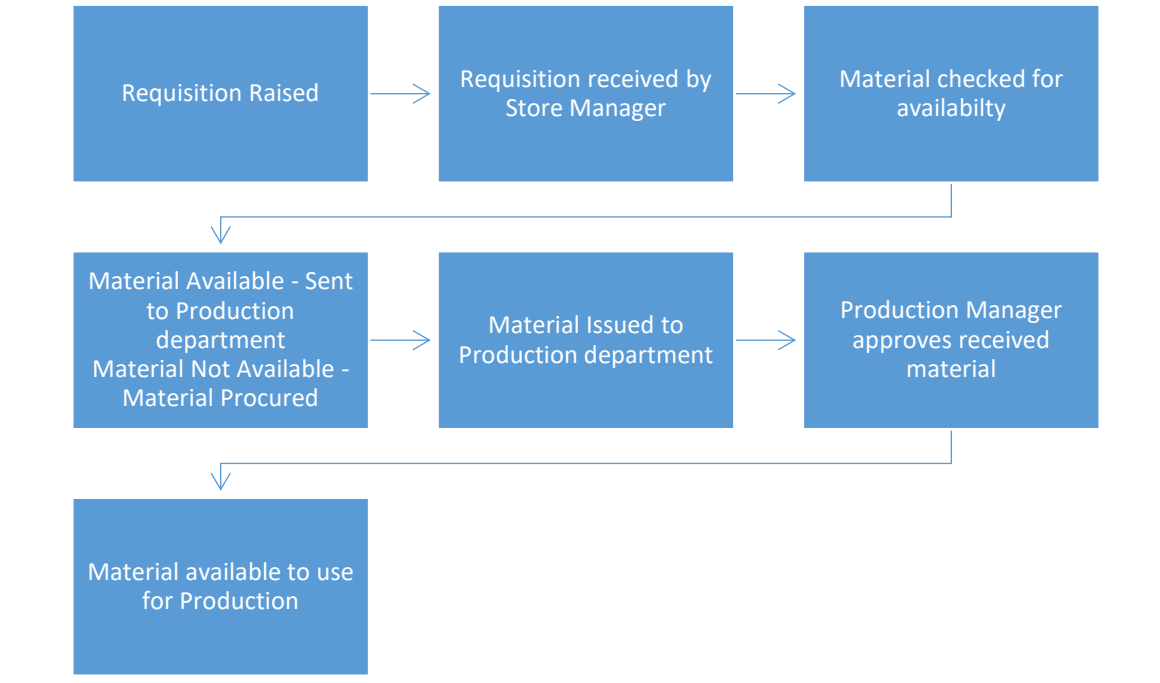 Requisition Raised
Requisition received by
Store Manager
Material checked for
availabilty
Material Available - Sent
to Production
department
Material Not Available -
Material Procured
Material Issued to
Production department
Production Manager
approves received
material
Material available to use
for Production